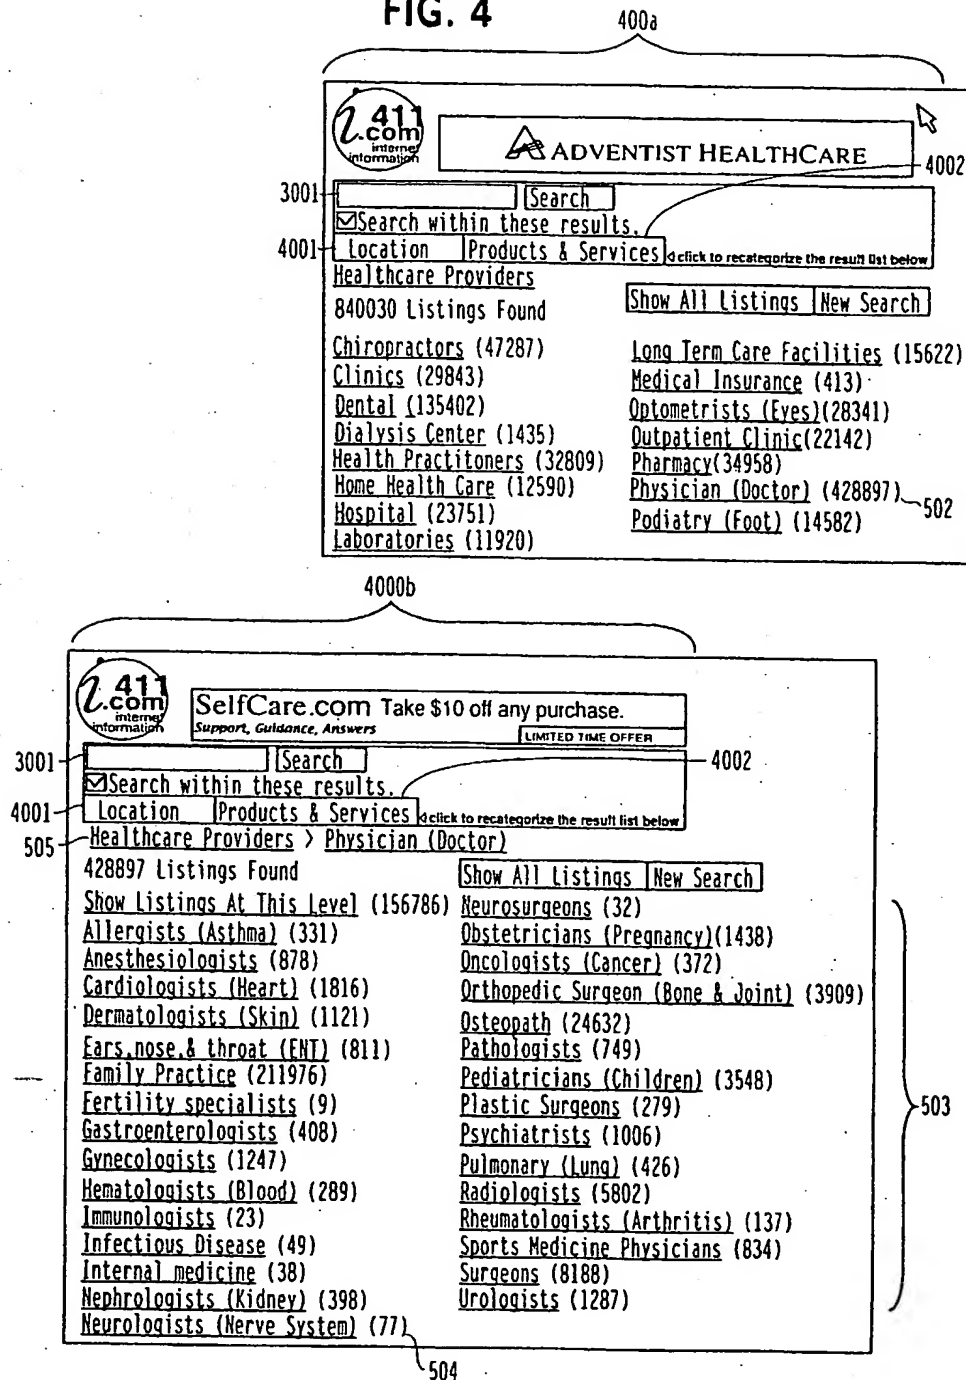 FIG. 4
400a
i.411
.com
internet
information
ADVENTIST HEALTHCARE
4002
3001
Search
Search within these results.
4001
Location
Products & Services
click to recategorize the result list below
Healthcare Providers
840030 Listings Found
Show All Listings
New Search
Chiropractors (47287)
Clinics (29843)
Dental (135402)
Dialysis Center (1435)
Health Practitoners (32809)
Home Health Care (12590)
Hospital (23751)
Laboratories (11920)
Long Term Care Facilities (15622)
Medical Insurance (413)
Optometrists (Eyes)(28341)
Outpatient Clinic(22142)
Pharmacy(34958)
Physician (Doctor) (428897)
Podiatry (Foot) (14582)
502
4000b
i.411
.com
internet
information
SelfCare.com Take $10 off any purchase.
Support, Guidance, Answers
LIMITED TIME OFFER
3001
Search
4002
Search within these results.
4001
Location
Products & Services
click to recategorize the result list below
505
Healthcare Providers > Physician (Doctor)
428897 Listings Found
Show All Listings
New Search
Show Listings At This Level (156786)
Allergists (Asthma) (331)
Anesthesiologists (878)
Cardiologists (Heart) (1816)
Dermatologists (Skin) (1121)
Ears,nose,& throat (ENT) (811)
Family Practice (211976)
Fertility specialists (9)
Gastroenterologists (408)
Gynecologists (1247)
Hematologists (Blood) (289)
Immunologists (23)
Infectious Disease (49)
Internal medicine (38)
Nephrologists (Kidney) (398)
Neurologists (Nerve System) (77)
Neurosurgeons (32)
Obstetricians (Pregnancy)(1438)
Oncologists (Cancer) (372)
Orthopedic Surgeon (Bone & Joint) (3909)
Osteopath (24632)
Pathologists (749)
Pediatricians (Children) (3548)
Plastic Surgeons (279)
Psychiatrists (1006)
Pulmonary (Lung) (426)
Radiologists (5802)
Rheumatologists (Arthritis) (137)
Sports Medicine Physicians (834)
Surgeons (8188)
Urologists (1287)
503
504